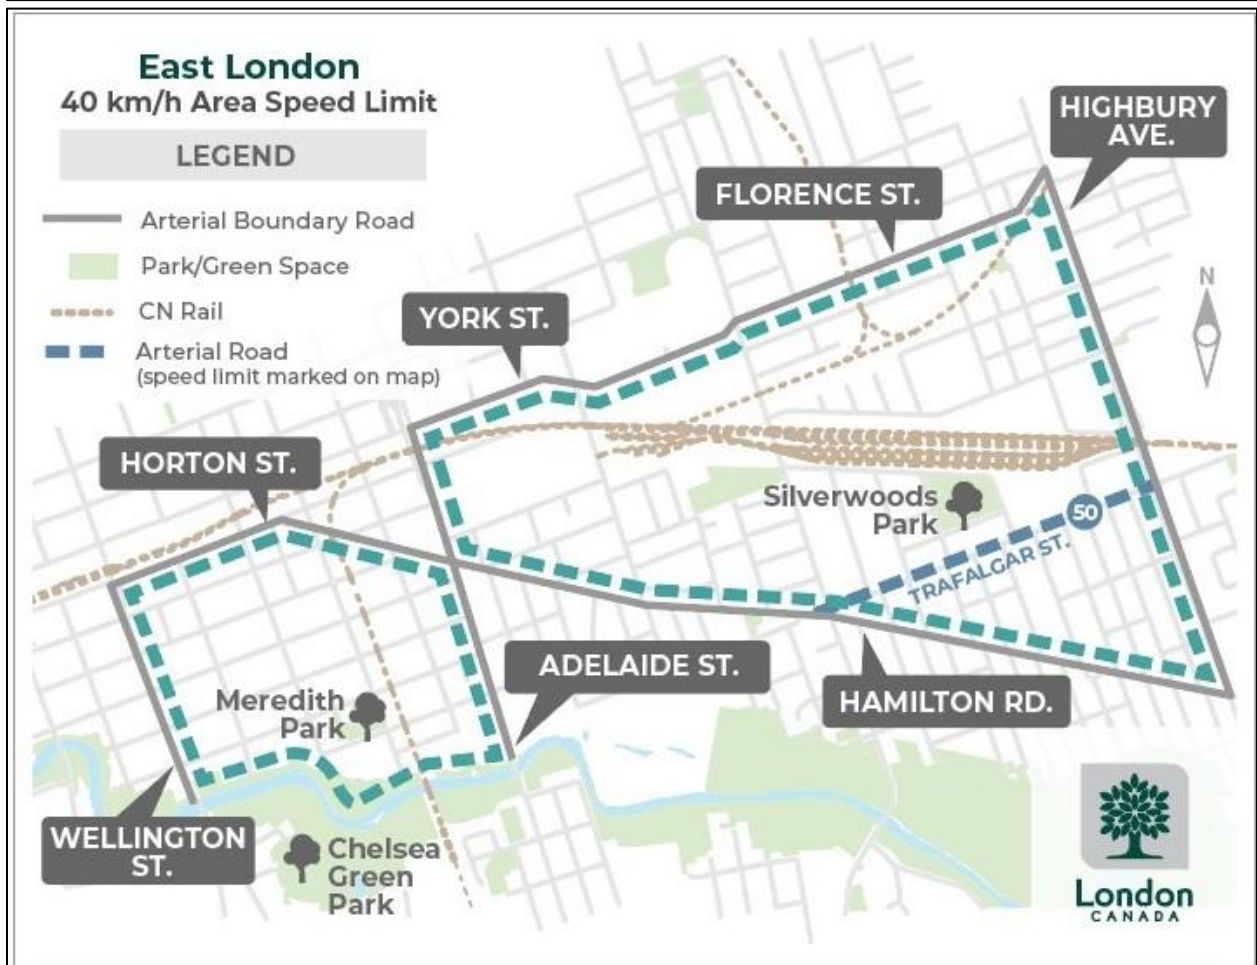 East London
40 km/h Area Speed Limit
LEGEND
Arterial Boundary Road
Park/Green Space
CN Rail
Arterial Road
(speed limit marked on map)
HIGHBURY
AVE.
FLORENCE ST.
N
YORK ST.
HORTON ST.
Silverwoods
Park
50
TRAFALGAR ST.
ADELAIDE ST.
Meredith
Park
HAMILTON RD.
WELLINGTON
ST.
Chelsea
Green
Park
London
CANADA